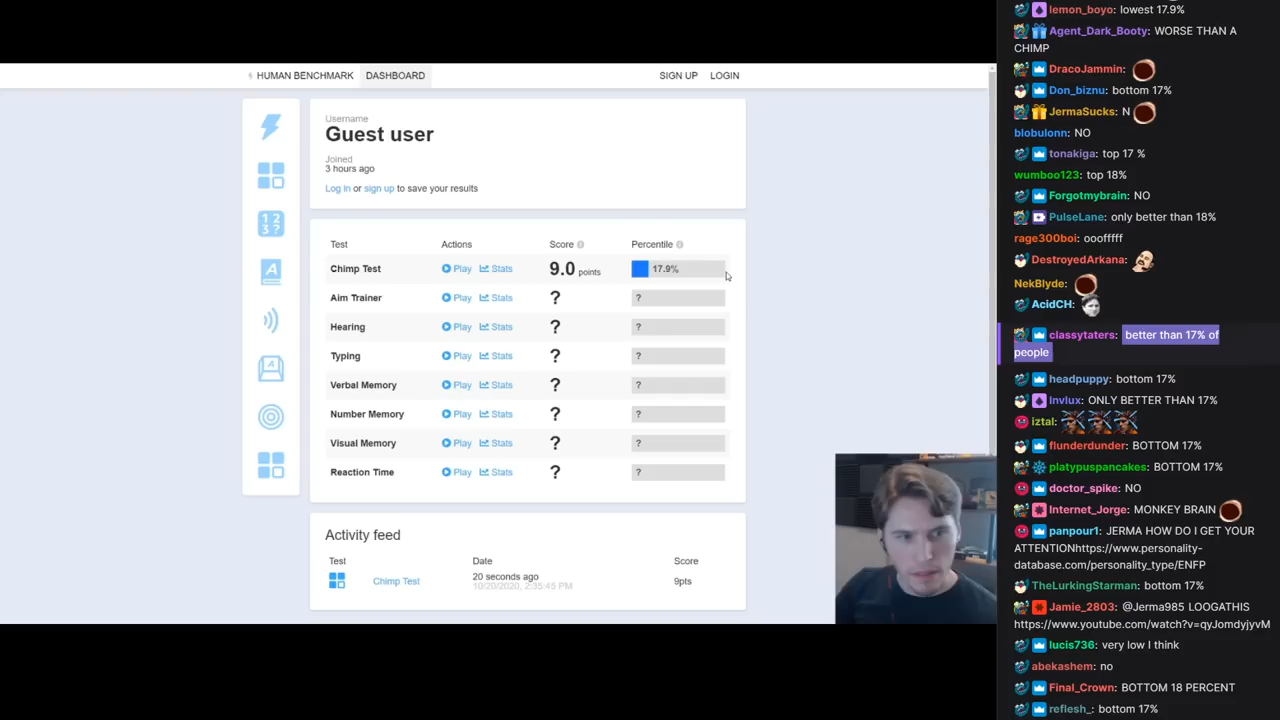 HUMAN BENCHMARK
DASHBOARD
SIGN UP
LOGIN
Username
Guest user
Joined
3 hours ago
Log in or sign up to save your results
Test Actions Score Percentile
Chimp Test Play Stats 9.0 points 17.9%
Aim Trainer Play Stats ? ?
Hearing Play Stats ? ?
Typing Play Stats ? ?
Verbal Memory Play Stats ? ?
Number Memory Play Stats ? ?
Visual Memory Play Stats ? ?
Reaction Time Play Stats ? ?
Activity feed
Test Date Score
Chimp Test 20 seconds ago 9pts
10/20/2020, 2:35:45 PM
lemon_boyo: lowest 17.9%
Agent_Dark_Booty: WORSE THAN A
CHIMP
DracoJammin:
Don_biznu: bottom 17%
JermaSucks: N
blobulonn: NO
tonakiga: top 17 %
wumboo123: top 18%
Forgotmybrain: NO
PulseLane: only better than 18%
rage300boi: ooofffff
DestroyedArkana:
NekBlyde:
AcidCH:
classytaters: better than 17% of
people
headpuppy: bottom 17%
Invlux: ONLY BETTER THAN 17%
iztal:
flunderdunder: BOTTOM 17%
platypuspancakes: BOTTOM 17%
doctor_spike: NO
Internet_Jorge: MONKEY BRAIN
panpour1: JERMA HOW DO I GET YOUR
ATTENTIONhttps://www.personality-
database.com/personality_type/ENFP
TheLurkingStarman: bottom 17%
Jamie_2803: @Jerma985 LOOGATHIS
https://www.youtube.com/watch?v=qyJomdyjyvM
lucis736: very low I think
abekashem: no
Final_Crown: BOTTOM 18 PERCENT
reflesh_: bottom 17%